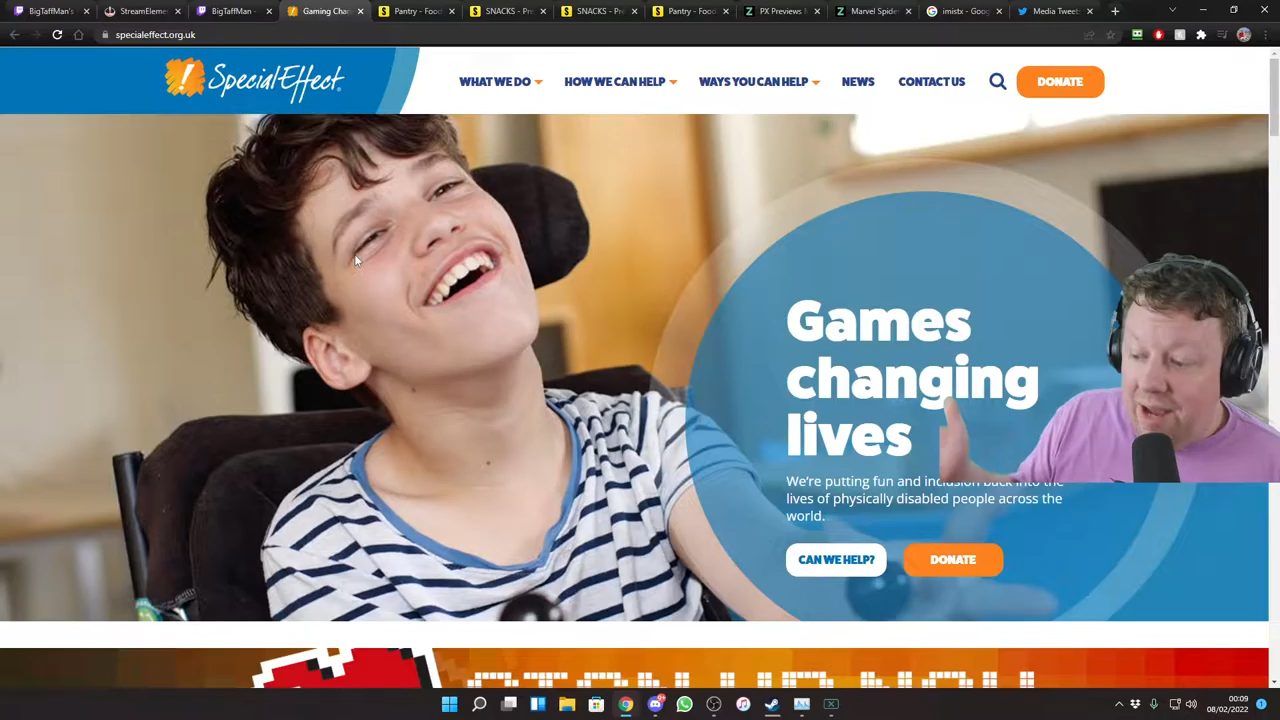 BigTaffMan's
StreamElemen
BigTaffMan -
Gaming Chan
Pantry - Food
SNACKS - Pr
SNACKS - Pr
Pantry - Food
PX Previews M
Marvel Spide
imistx - Goog
Media Tweet
specialeffect.org.uk
SpecialEffect
WHAT WE DO
HOW WE CAN HELP
WAYS YOU CAN HELP
NEWS
CONTACT US
DONATE
Games
changing
lives
We're putting fun and inclusion back into the
lives of physically disabled people across the
world.
CAN WE HELP?
DONATE
00:09
08/02/2022